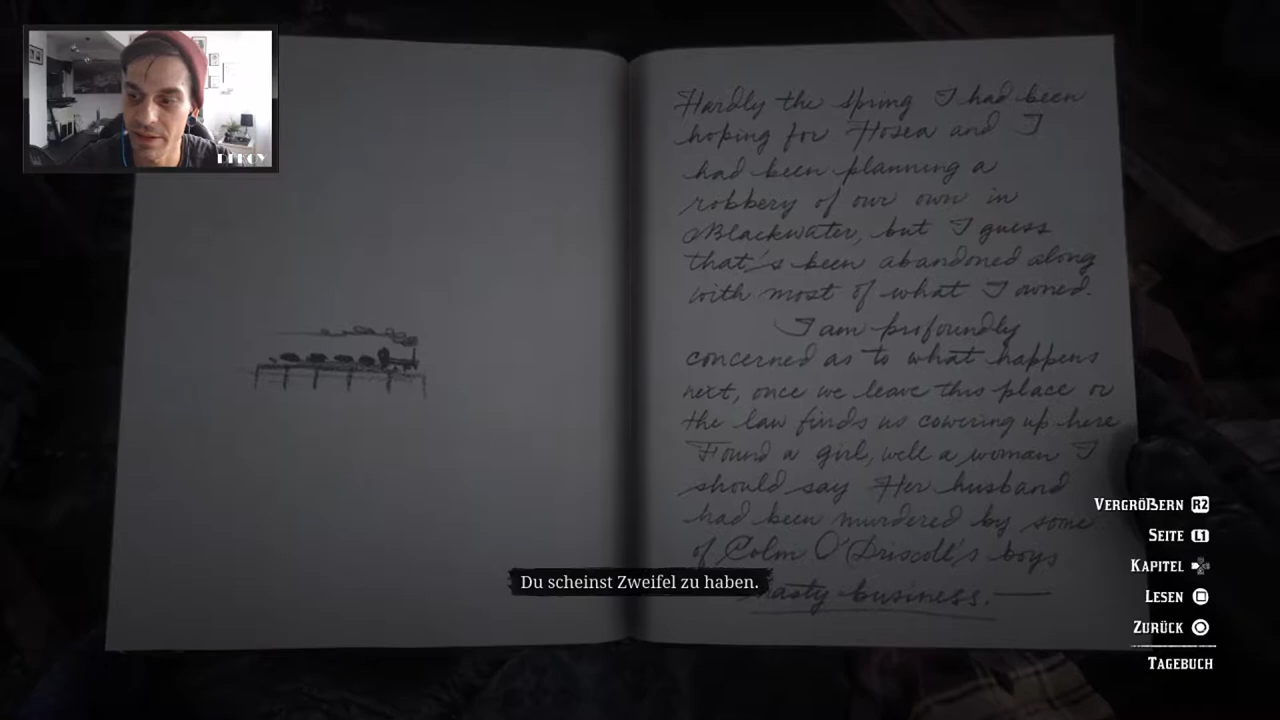 Hardly the spring I had been
hoping for Hosea and I
had been planning a
robbery of our own in
Blackwater, but I guess
that's been abandoned along
with most of what I owned.
I am profoundly
concerned as to what happens
next, once we leave this place or
the law finds us cowering up here
Found a girl, well a woman I
should say Her husband
had been murdered by some
of Colm O'Driscoll's boys
nasty business.—
Du scheinst Zweifel zu haben.
VERGRÖẞERN R2
SEITE L1
KAPITEL
LESEN
ZURÜCK
TAGEBUCH